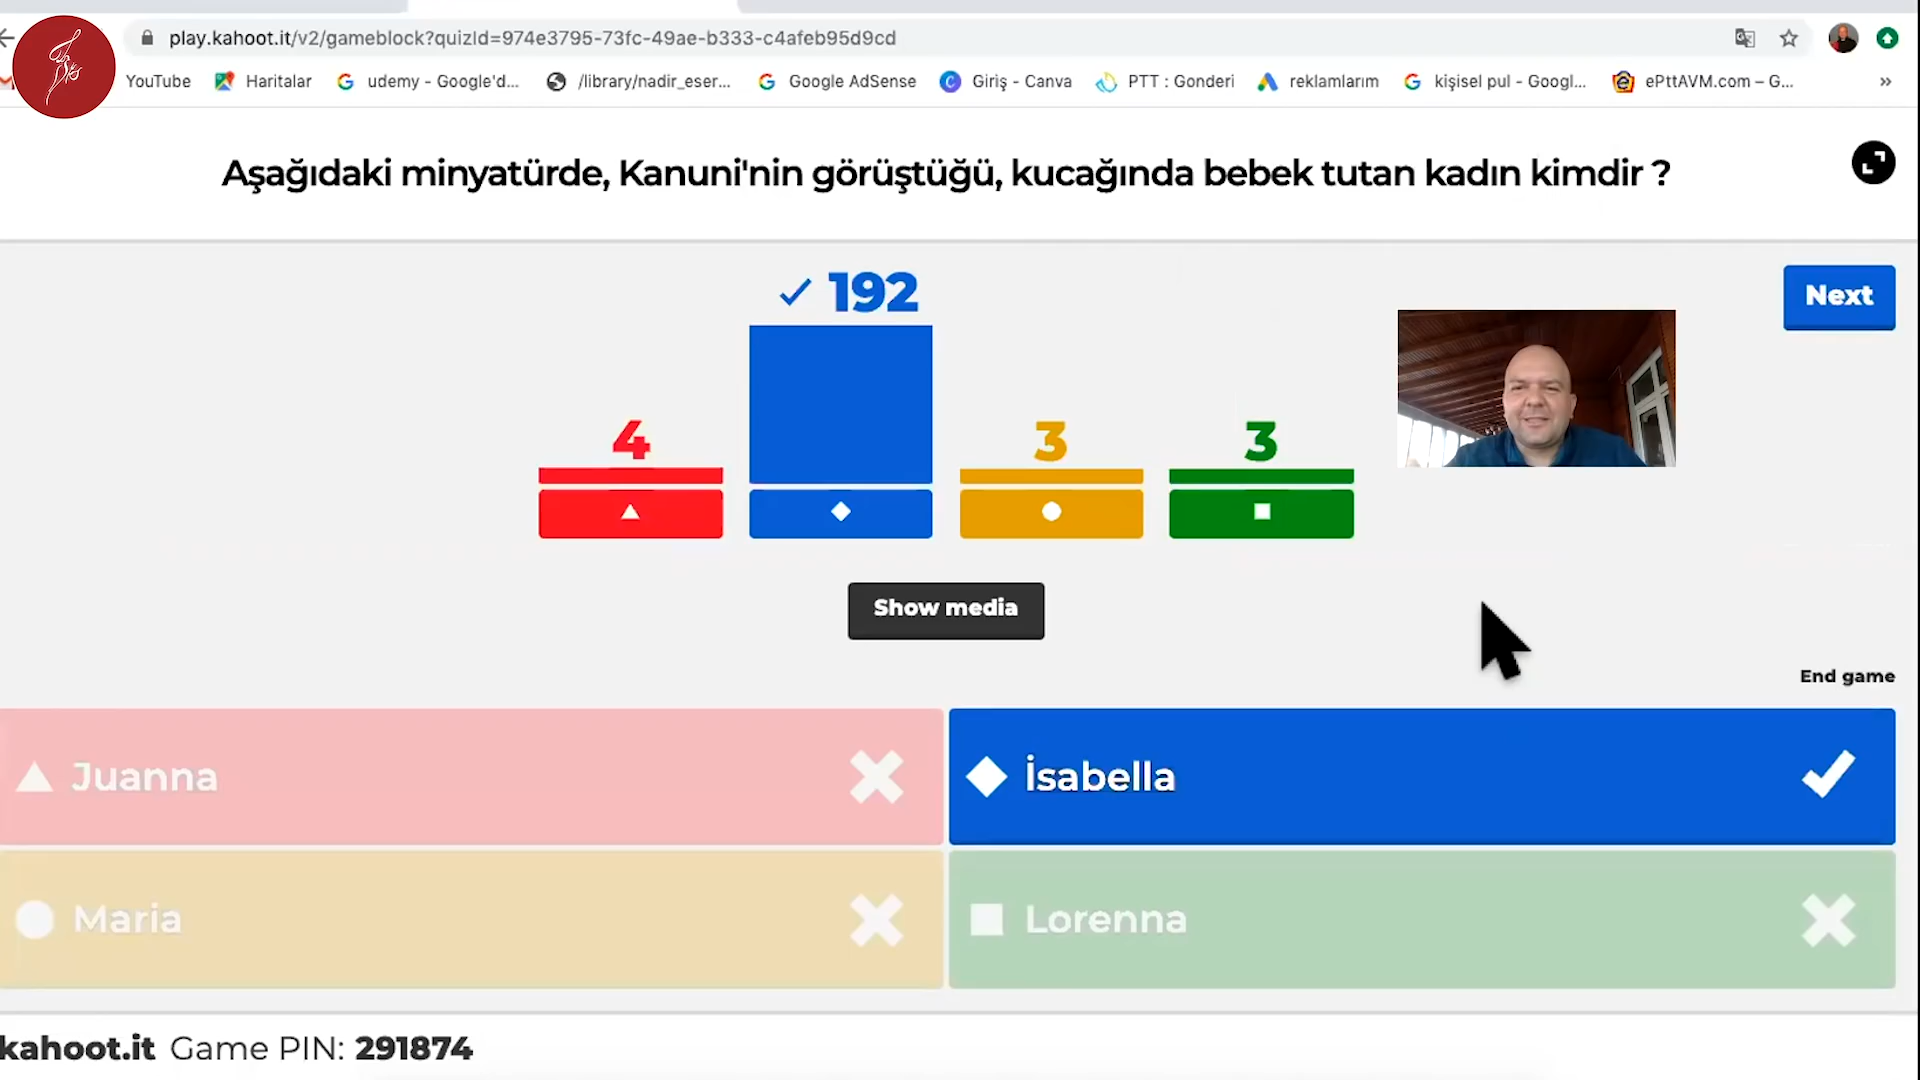 play.kahoot.it/v2/gameblock?quizId=974e3795-73fc-49ae-b333-c4afeb95d9cd
YouTube Haritalar udemy - Google'd... /library/nadir_eser... Google AdSense Giriş - Canva PTT : Gonderi reklamlarım kişisel pul - Googl... ePttAVM.com – G... »
Aşağıdaki minyatürde, Kanuni'nin görüştüğü, kucağında bebek tutan kadın kimdir ?
192
Next
4
3
3
Show media
End game
Juanna
İsabella
Maria
Lorenna
kahoot.it Game PIN: 291874